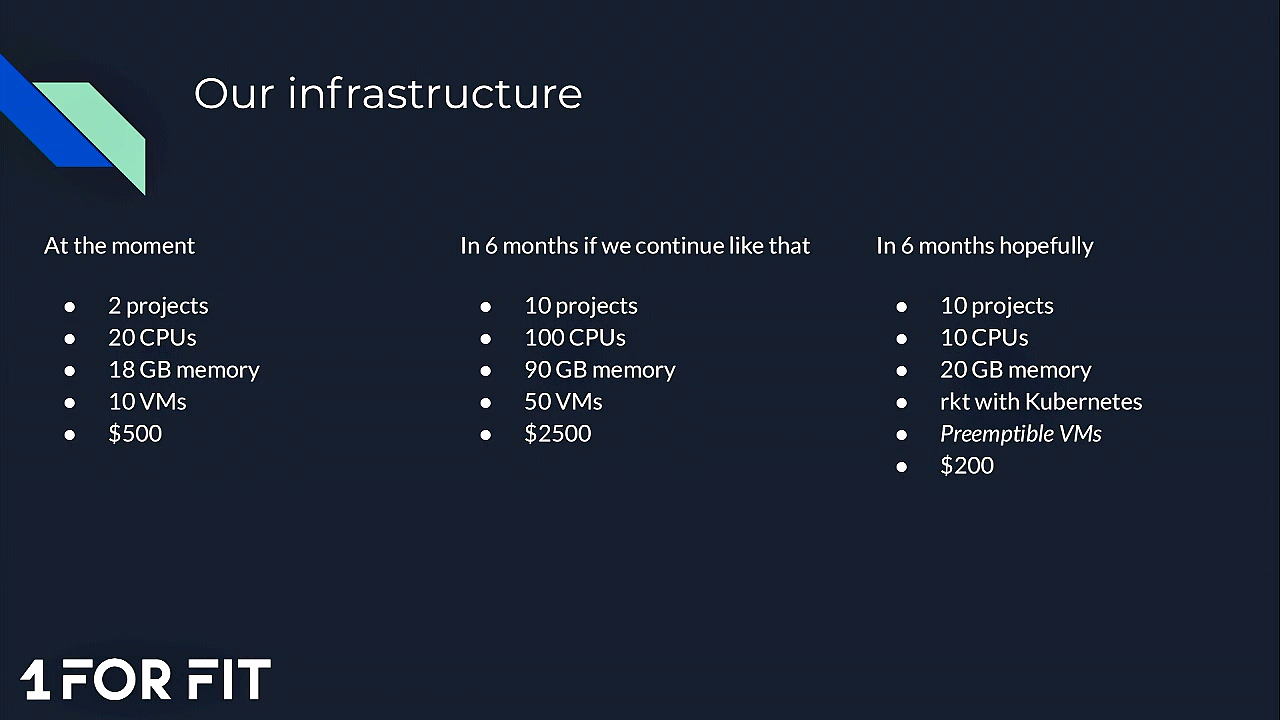 Our infrastructure
At the moment
● 2 projects
● 20 CPUs
● 18 GB memory
● 10 VMs
● $500
In 6 months if we continue like that
● 10 projects
● 100 CPUs
● 90 GB memory
● 50 VMs
● $2500
In 6 months hopefully
● 10 projects
● 10 CPUs
● 20 GB memory
● rkt with Kubernetes
● Preemptible VMs
● $200
1 FOR FIT